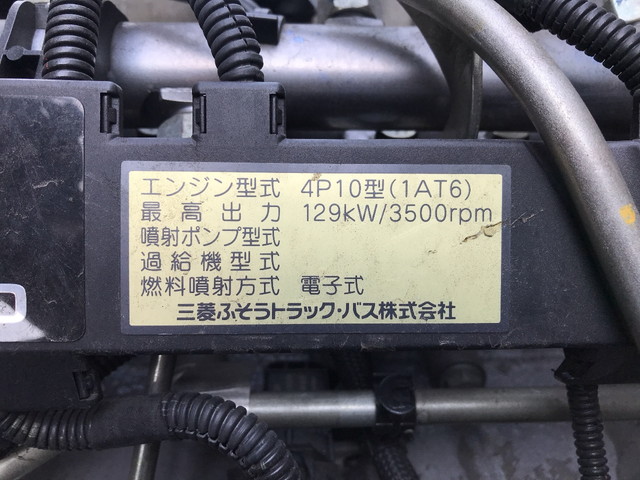 エンジン型式 4P10型(1AT6)
最高出力 129kW/3500rpm
噴射ポンプ型式
過給機型式
燃料噴射方式 電子式
三菱ふそうトラック・バス株式会社